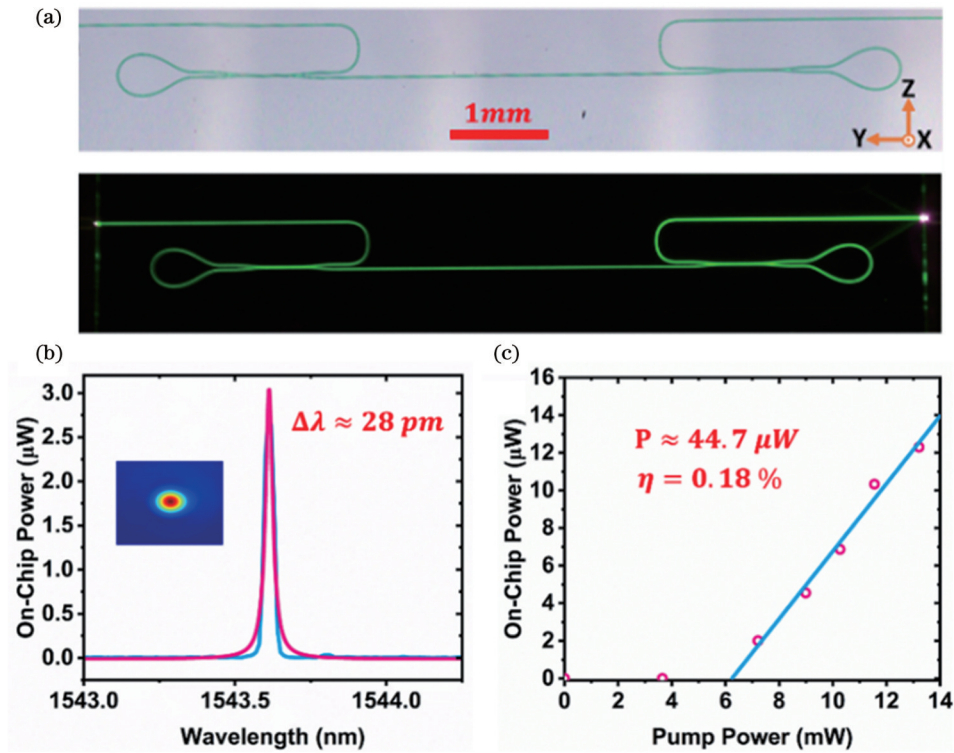 (a)
1mm
Z
Y X
(b)
(c)
3.0
2.5
2.0
1.5
1.0
0.5
0.0
On-Chip Power (μW)
Δλ ≈ 28 pm
1543.0 1543.5 1544.0
Wavelength (nm)
16
14
12
10
8
6
4
2
0
On-Chip Power (μW)
P ≈ 44.7 μW
η = 0.18 %
0 2 4 6 8 10 12 14
Pump Power (mW)